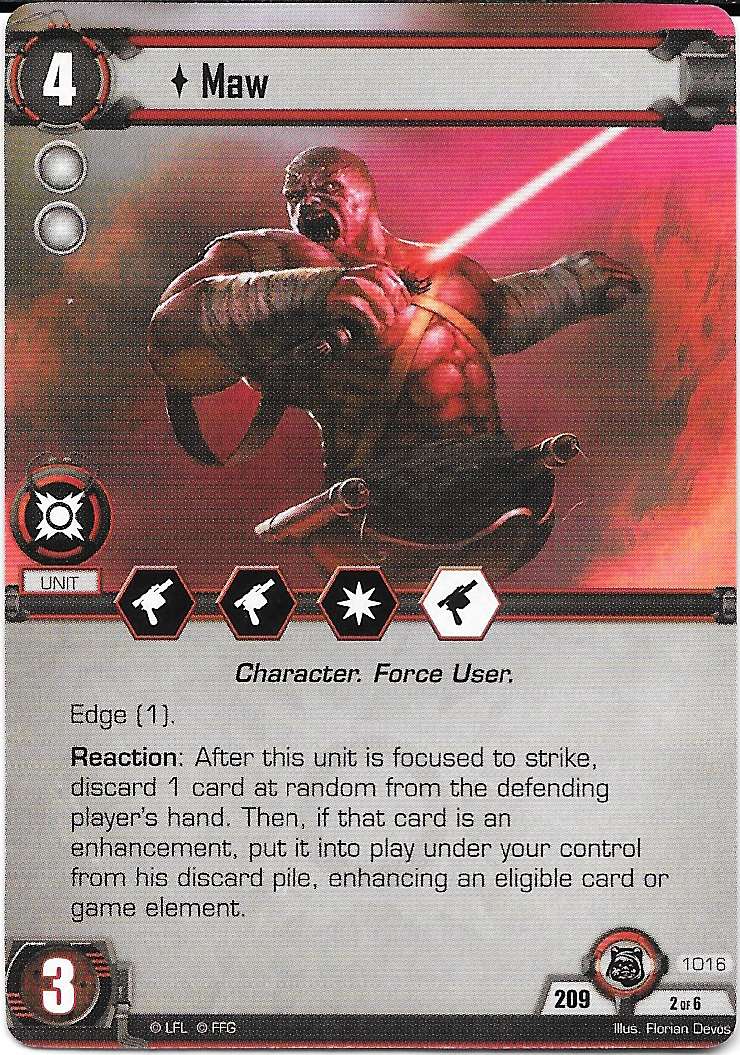 4
Maw
UNIT
Character. Force User.
Edge (1).
Reaction: After this unit is focused to strike,
discard 1 card at random from the defending
player's hand. Then, if that card is an
enhancement, put it into play under your control
from his discard pile, enhancing an eligible card or
game element.
3
1016
209
2 OF 6
© LFL © FFG
Illus. Florian Devos